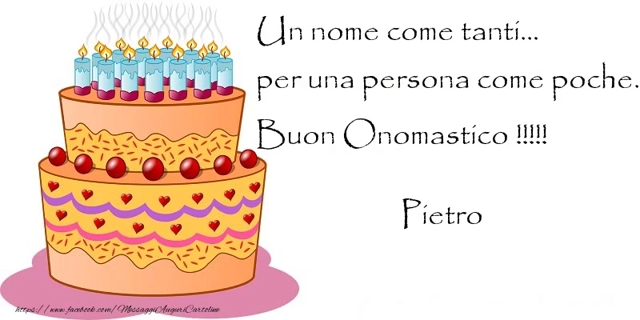 Un nome come tanti...
per una persona come poche.
Buon Onomastico !!!!!
Pietro
https://www.facebook.com/MessaggiAuguriCartoline